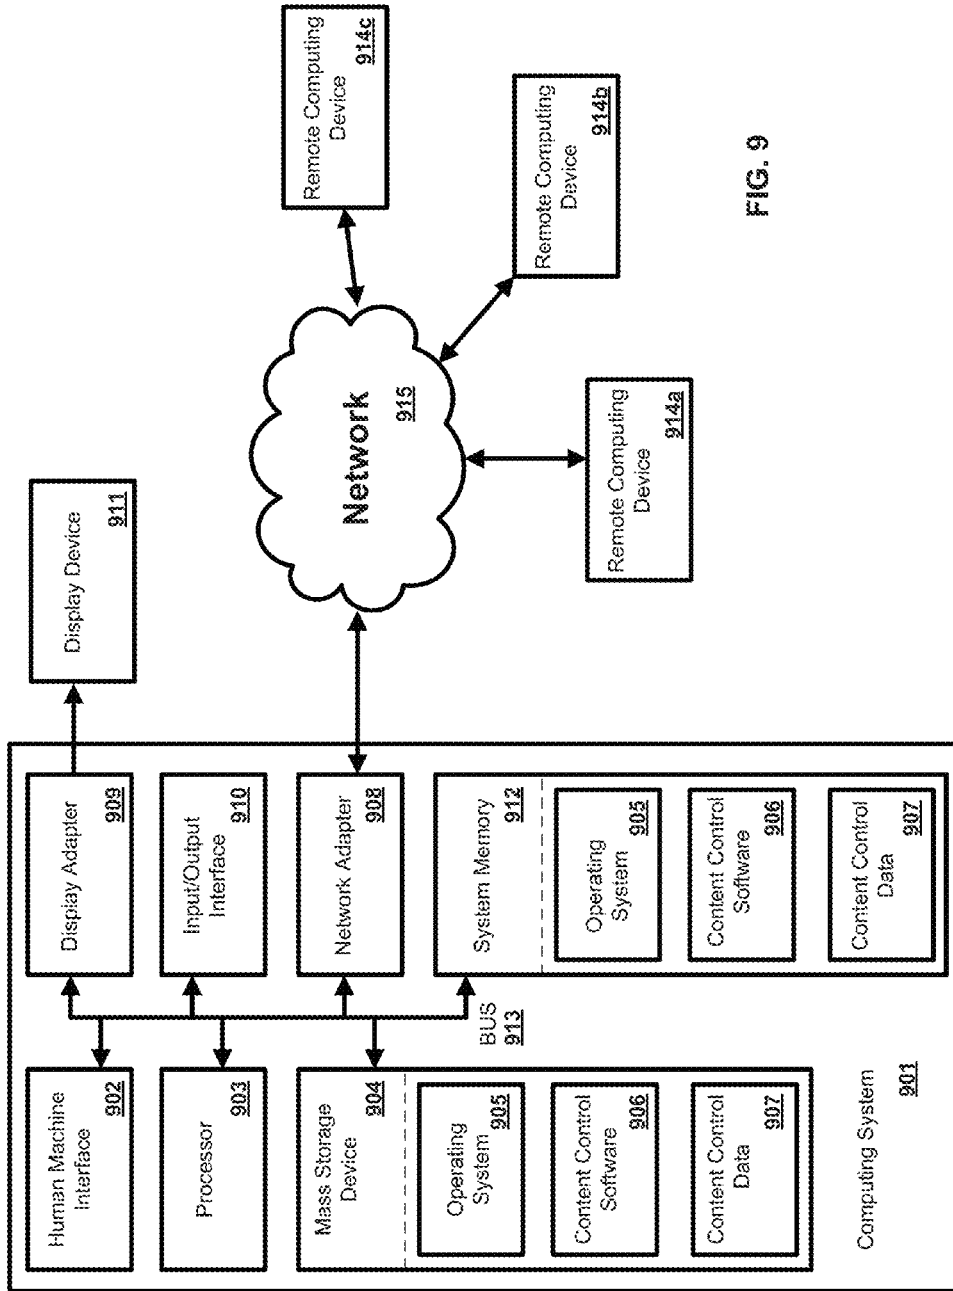 Human Machine
Interface
902
Processor
903
Mass Storage
Device
904
Operating
System
905
Content Control
Software
906
Content Control
Data
907
Computing System
901
BUS
913
Display Adapter
909
Input/Output
Interface
910
Network Adapter
908
System Memory
912
Operating
System
905
Content Control
Software
906
Content Control
Data
907
Display Device
911
Network
915
Remote Computing
Device
914a
Remote Computing
Device
914b
Remote Computing
Device
914c
FIG. 9